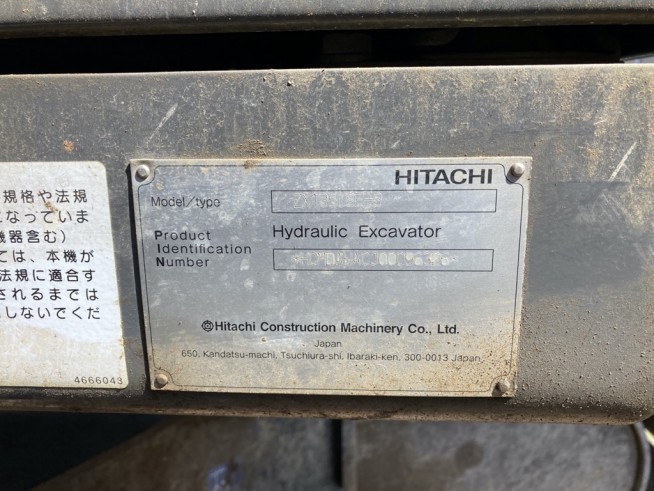 規格や法規
になっていま
機器含む)
では、本機が
法規に適合す
されるまでは
しないでくだ
4666043
HITACHI
Model/type
Product Hydraulic Excavator
Identification
Number
Hitachi Construction Machinery Co., Ltd.
Japan
650, Kandatsu-machi, Tsuchiura-shi, Ibaraki-ken, 300-0013 Japan